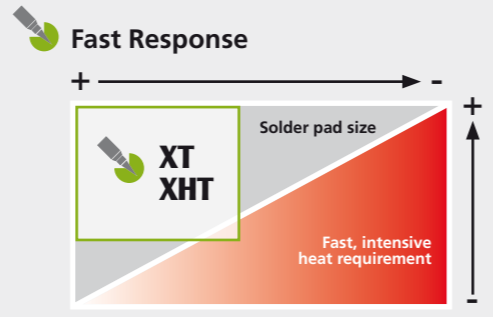 Fast Response
+ -
+
Solder pad size
XT
XHT
Fast, intensive
heat requirement
-